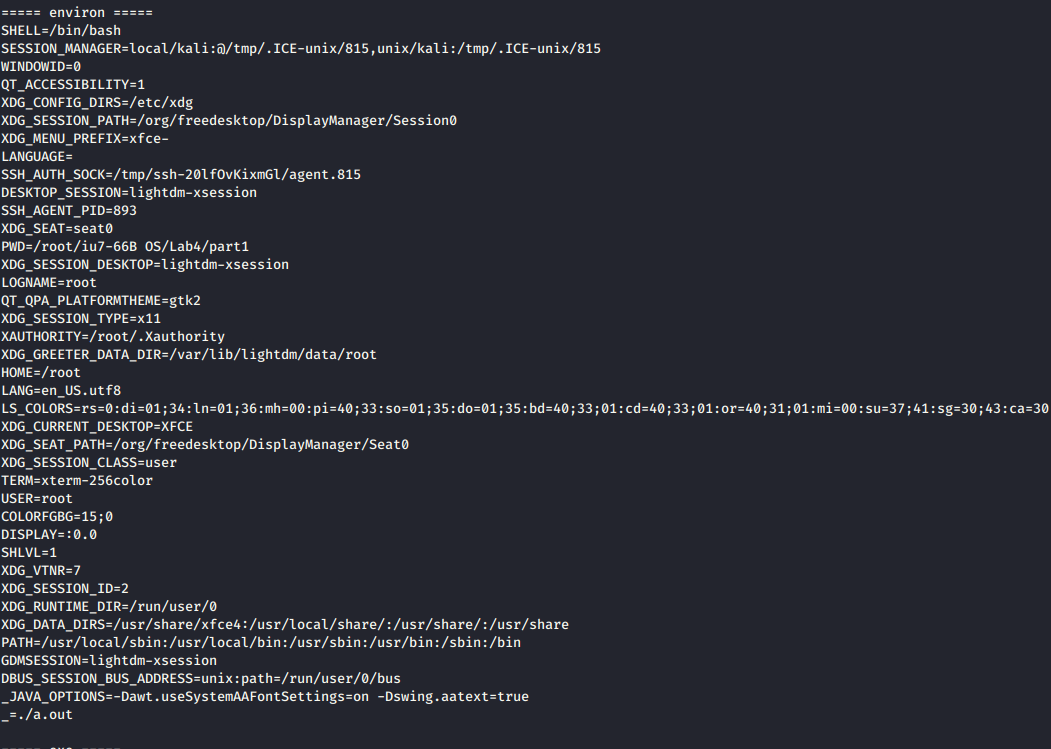 ===== environ =====
SHELL=/bin/bash
SESSION_MANAGER=local/kali:@/tmp/.ICE-unix/815,unix/kali:/tmp/.ICE-unix/815
WINDOWID=0
QT_ACCESSIBILITY=1
XDG_CONFIG_DIRS=/etc/xdg
XDG_SESSION_PATH=/org/freedesktop/DisplayManager/Session0
XDG_MENU_PREFIX=xfce-
LANGUAGE=
SSH_AUTH_SOCK=/tmp/ssh-20lfOvKixmGl/agent.815
DESKTOP_SESSION=lightdm-xsession
SSH_AGENT_PID=893
XDG_SEAT=seat0
PWD=/root/iu7-66B OS/Lab4/part1
XDG_SESSION_DESKTOP=lightdm-xsession
LOGNAME=root
QT_QPA_PLATFORMTHEME=gtk2
XDG_SESSION_TYPE=x11
XAUTHORITY=/root/.Xauthority
XDG_GREETER_DATA_DIR=/var/lib/lightdm/data/root
HOME=/root
LANG=en_US.utf8
LS_COLORS=rs=0:di=01;34:ln=01;36:mh=00:pi=40;33:so=01;35:do=01;35:bd=40;33;01:cd=40;33;01:or=40;31;01:mi=00:su=37;41:sg=30;43:ca=30
XDG_CURRENT_DESKTOP=XFCE
XDG_SEAT_PATH=/org/freedesktop/DisplayManager/Seat0
XDG_SESSION_CLASS=user
TERM=xterm-256color
USER=root
COLORFGBG=15;0
DISPLAY=:0.0
SHLVL=1
XDG_VTNR=7
XDG_SESSION_ID=2
XDG_RUNTIME_DIR=/run/user/0
XDG_DATA_DIRS=/usr/share/xfce4:/usr/local/share/:/usr/share/:/usr/share
PATH=/usr/local/sbin:/usr/local/bin:/usr/sbin:/usr/bin:/sbin:/bin
GDMSESSION=lightdm-xsession
DBUS_SESSION_BUS_ADDRESS=unix:path=/run/user/0/bus
_JAVA_OPTIONS=-Dawt.useSystemAAFontSettings=on -Dswing.aatext=true
_=./a.out